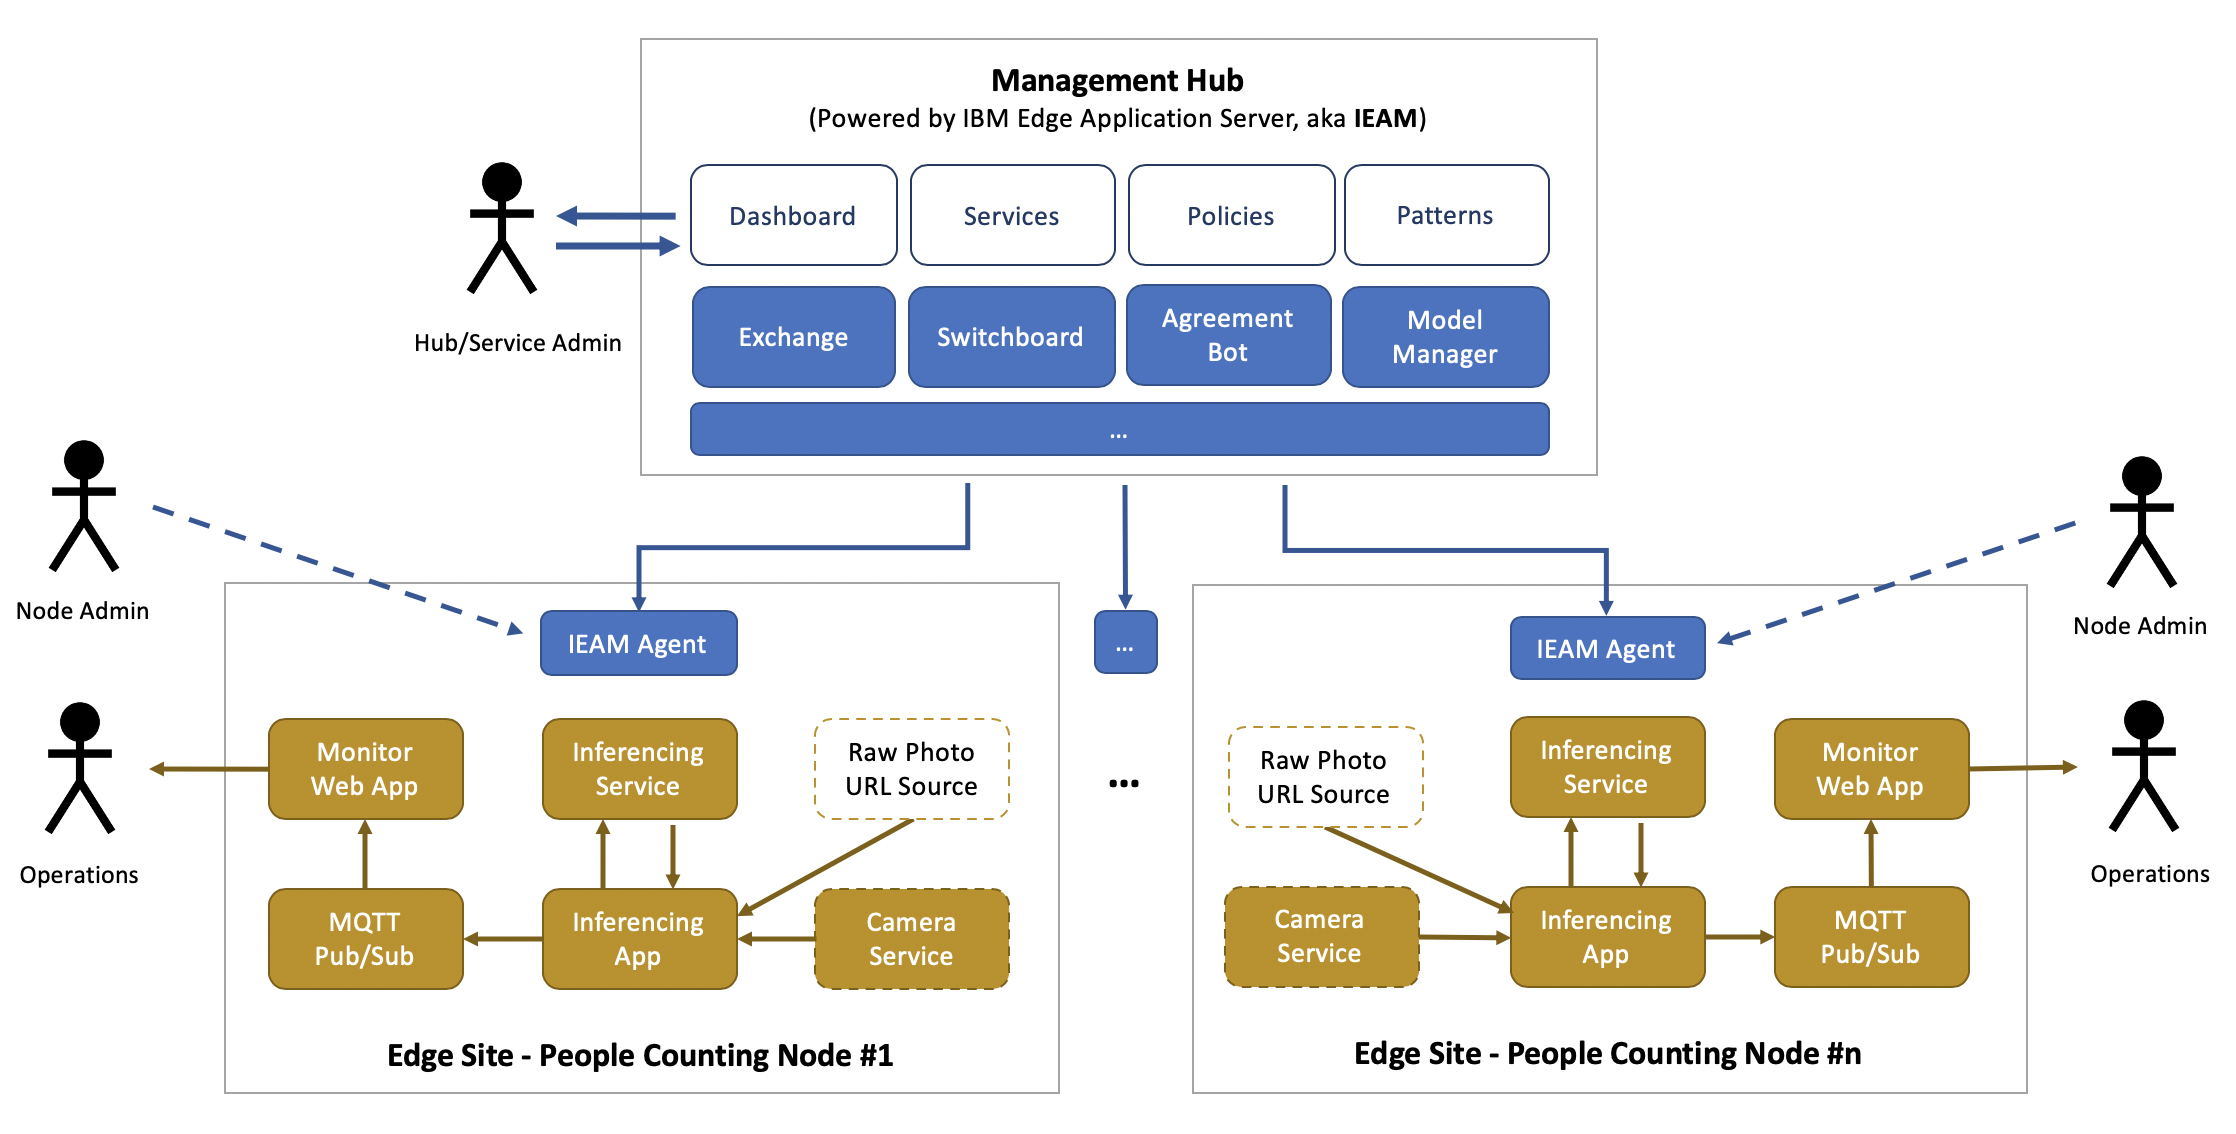 Management Hub
(Powered by IBM Edge Application Server, aka IEAM)
Dashboard
Services
Policies
Patterns
Exchange
Switchboard
Agreement
Bot
Model
Manager
...
Hub/Service Admin
Node Admin
Node Admin
IEAM Agent
...
IEAM Agent
Monitor
Web App
Inferencing
Service
Raw Photo
URL Source
MQTT
Pub/Sub
Inferencing
App
Camera
Service
Operations
Edge Site - People Counting Node #1
...
Raw Photo
URL Source
Inferencing
Service
Monitor
Web App
Camera
Service
Inferencing
App
MQTT
Pub/Sub
Operations
Edge Site - People Counting Node #n